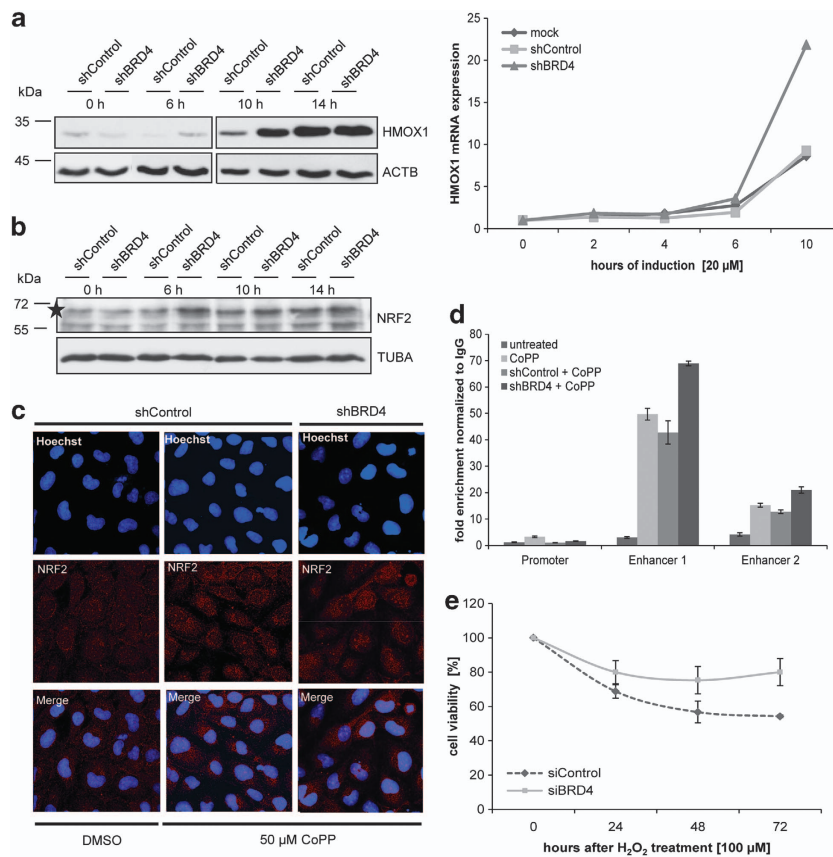 a
shControl shBRD4 shControl shBRD4 shControl shBRD4 shControl shBRD4
kDa
0 h 6 h 10 h 14 h
35
HMOX1
45
ACTB
HMOX1 mRNA expression
25
20
15
10
5
0
mock
shControl
shBRD4
0 2 4 6 10
hours of induction [20 µM]
b
shControl shBRD4 shControl shBRD4 shControl shBRD4 shControl shBRD4
kDa
0 h 6 h 10 h 14 h
72
NRF2
55
TUBA
c
shControl shBRD4
Hoechst Hoechst Hoechst
NRF2 NRF2 NRF2
Merge Merge Merge
DMSO 50 µM CoPP
d
fold enrichment normalized to IgG
80
70
60
50
40
30
20
10
0
untreated
CoPP
shControl + CoPP
shBRD4 + CoPP
Promoter Enhancer 1 Enhancer 2
e
cell viability [%]
120
100
80
60
40
20
0
siControl
siBRD4
0 24 48 72
hours after H₂O₂ treatment [100 µM]